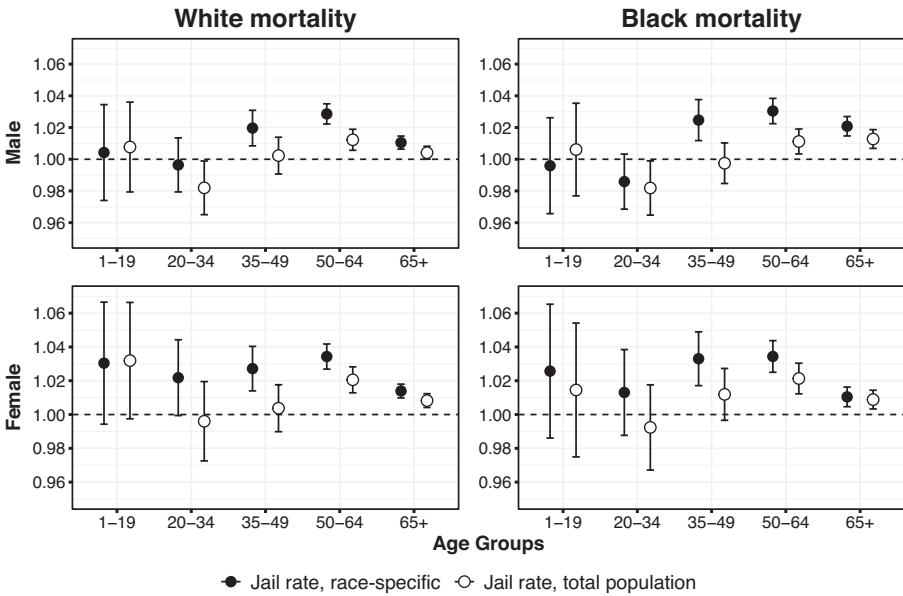 White mortality Black mortality
Male
1.06
1.04
1.02
1.00
0.98
0.96
1.06
1.04
1.02
1.00
0.98
0.96
1−19 20−34 35−49 50−64 65+
1−19 20−34 35−49 50−64 65+
Female
1.06
1.04
1.02
1.00
0.98
0.96
1.06
1.04
1.02
1.00
0.98
0.96
1−19 20−34 35−49 50−64 65+
1−19 20−34 35−49 50−64 65+
Age Groups
Jail rate, race-specific Jail rate, total population